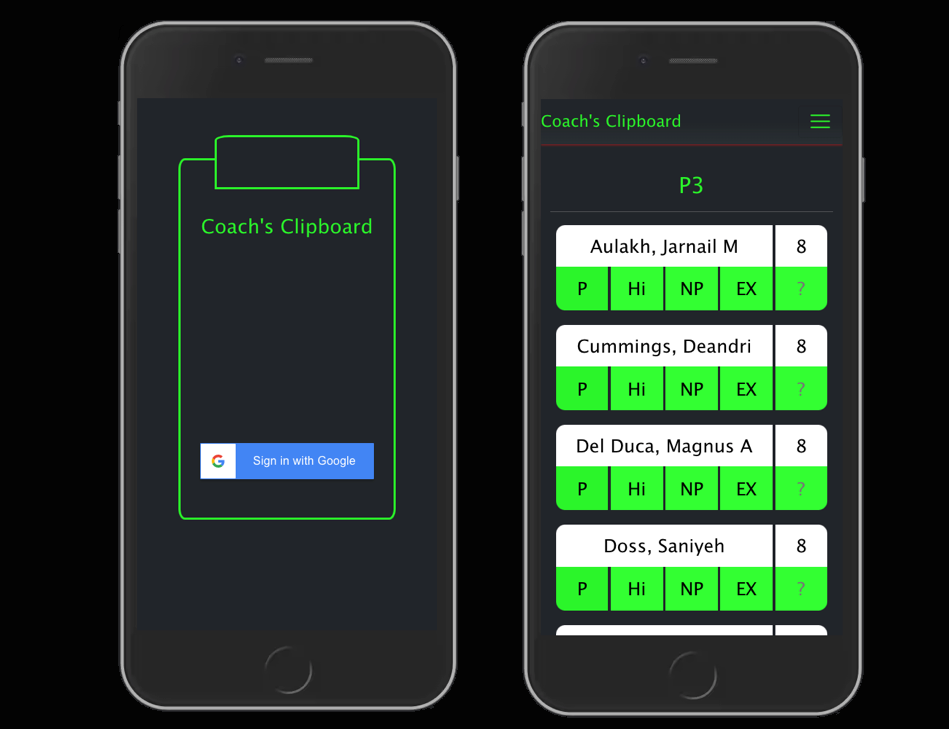 Coach's Clipboard
Sign in with Google
Coach's Clipboard
P3
Aulakh, Jarnail M 8
P Hi NP EX ?
Cummings, Deandri 8
P Hi NP EX ?
Del Duca, Magnus A 8
P Hi NP EX ?
Doss, Saniyeh 8
P Hi NP EX ?